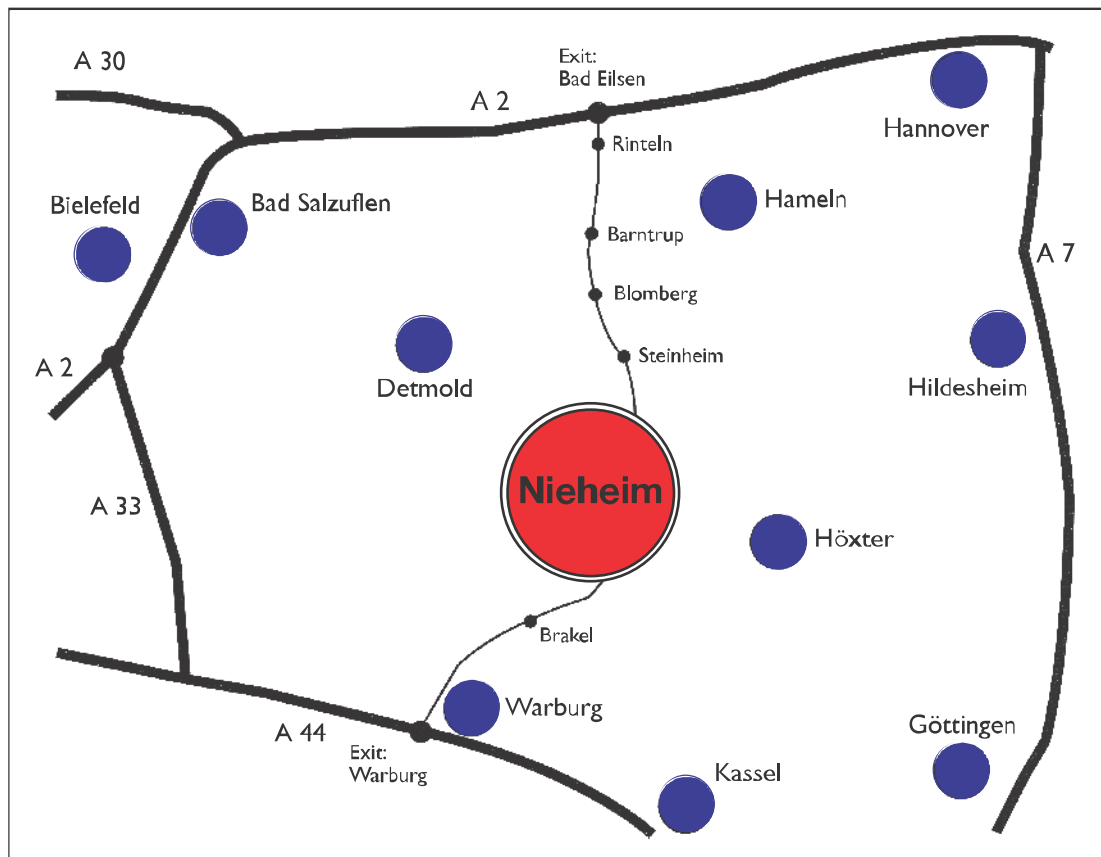 A 30
Exit:
Bad Eilsen
A 2
Hannover
Rinteln
Bielefeld
Bad Salzuflen
Hameln
Barntrup
A 7
Blomberg
Steinheim
A 2
Detmold
Hildesheim
Nieheim
A 33
Höxter
Brakel
Warburg
Göttingen
A 44
Exit:
Warburg
Kassel